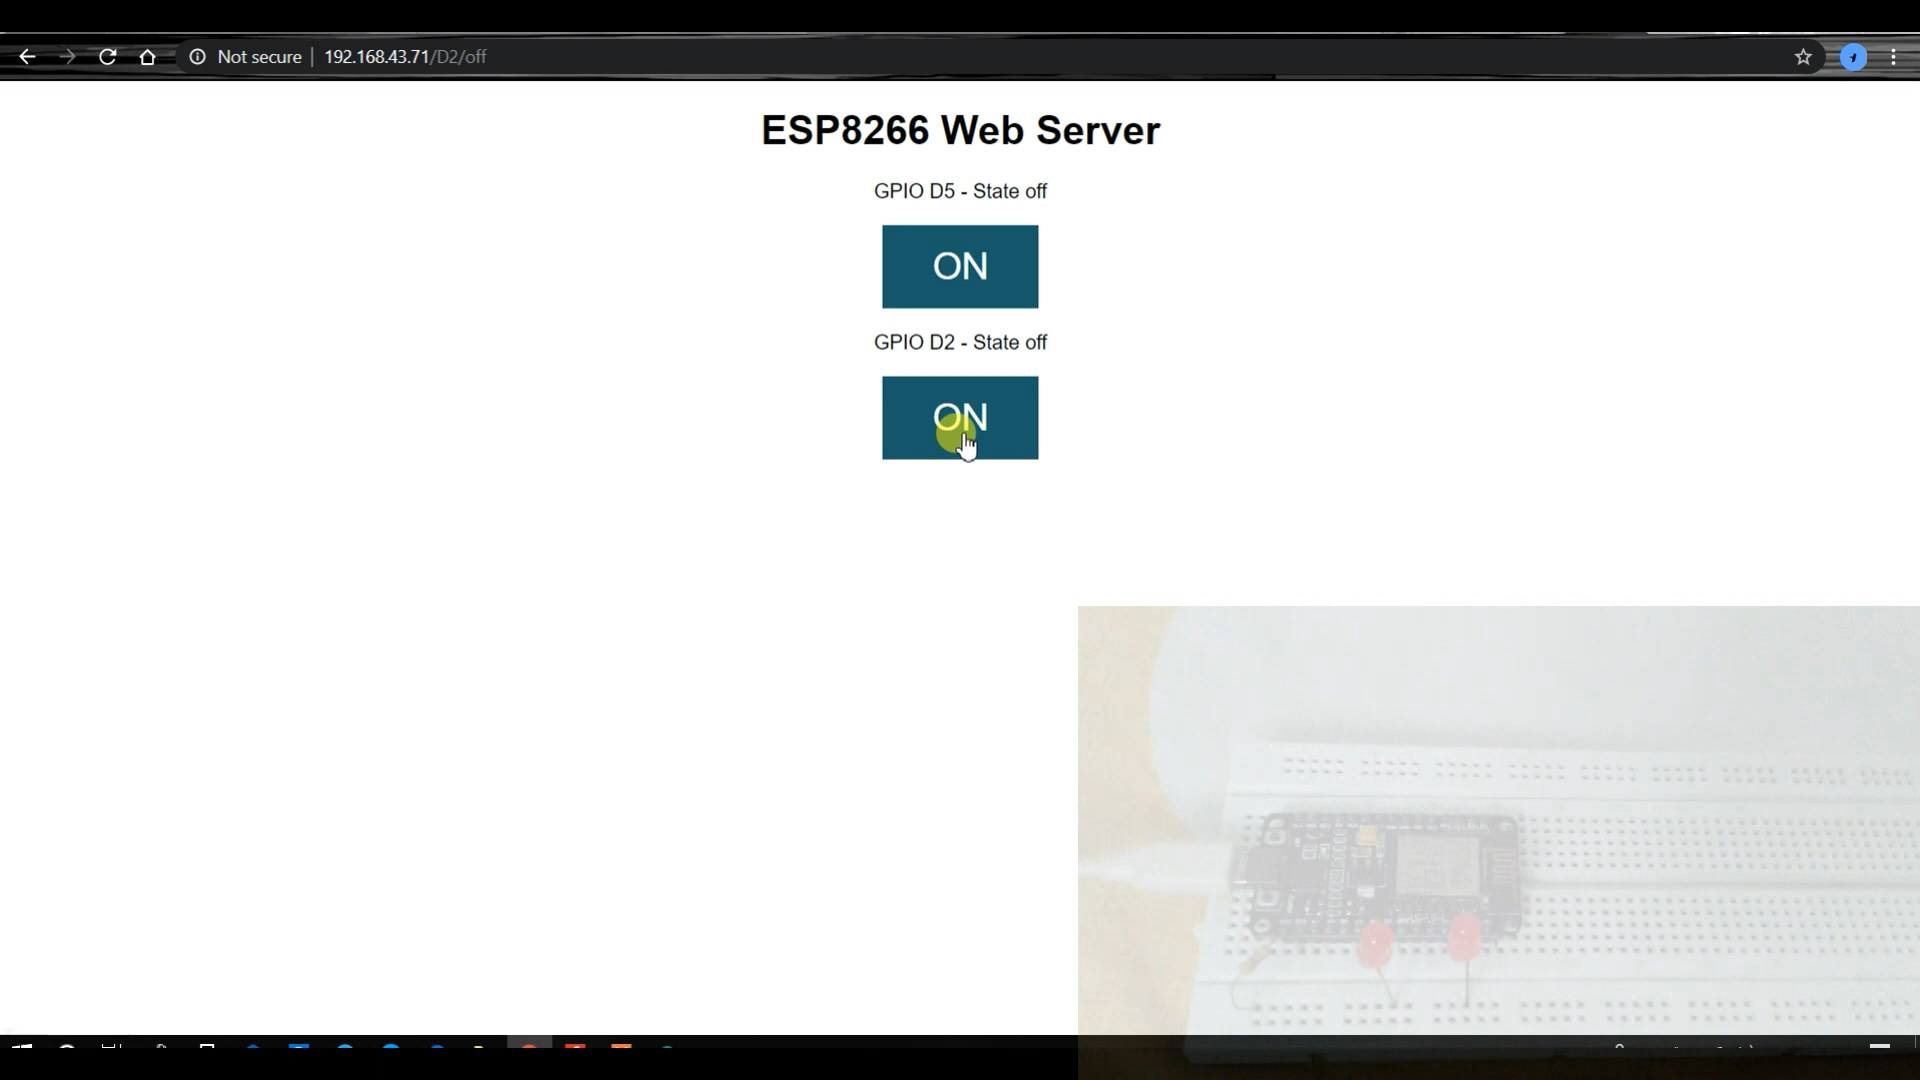 Not secure | 192.168.43.71/D2/off
ESP8266 Web Server
GPIO D5 - State off
ON
GPIO D2 - State off
ON